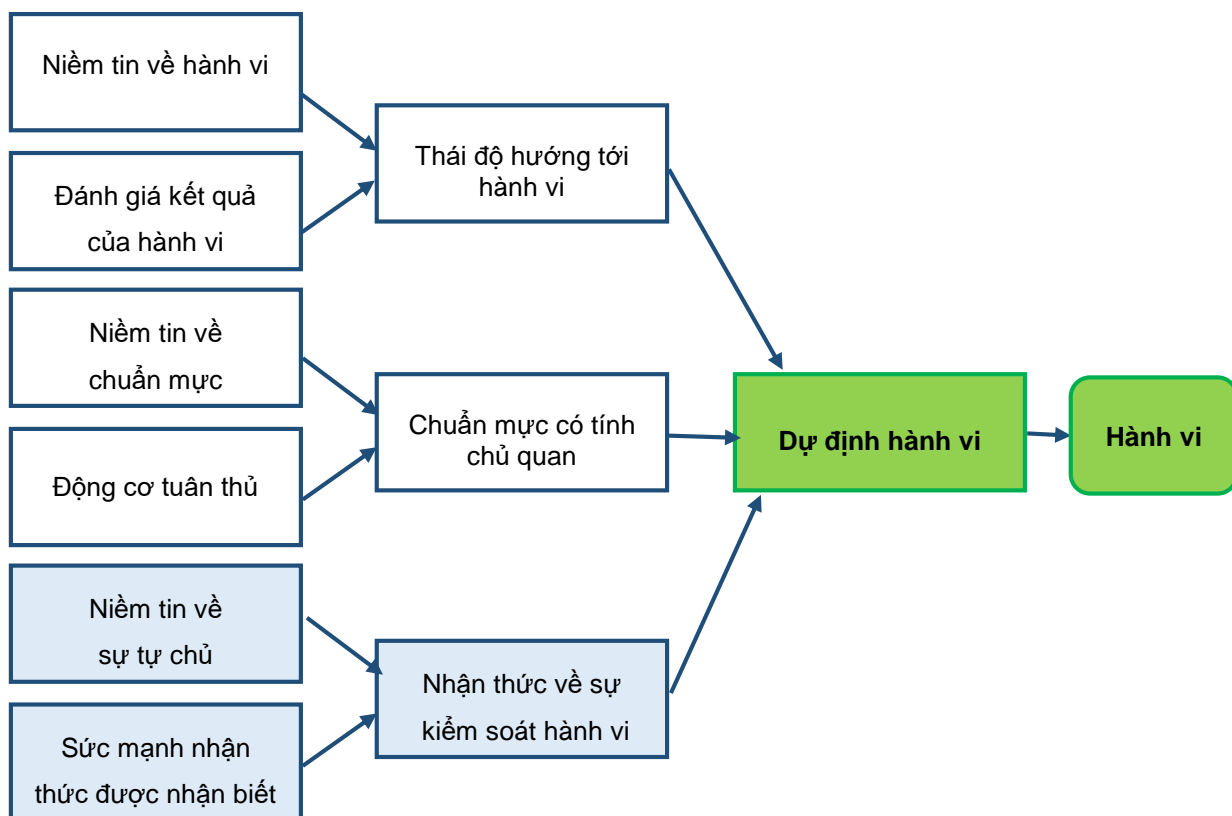 Niềm tin về hành vi
Đánh giá kết quả
của hành vi
Niềm tin về
chuẩn mực
Động cơ tuân thủ
Niềm tin về
sự tự chủ
Sức mạnh nhận
thức được nhận biết
Thái độ hướng tới
hành vi
Chuẩn mực có tính
chủ quan
Nhận thức về sự
kiểm soát hành vi
Dự định hành vi
Hành vi